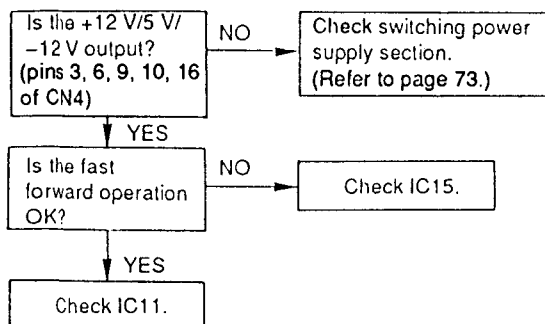 Is the +12 V/5 V/
−12 V output?
(pins 3, 6, 9, 10, 16
of CN4)
NO
Check switching power
supply section.
(Refer to page 73.)
YES
Is the fast
forward operation
OK?
NO
Check IC15.
YES
Check IC11.